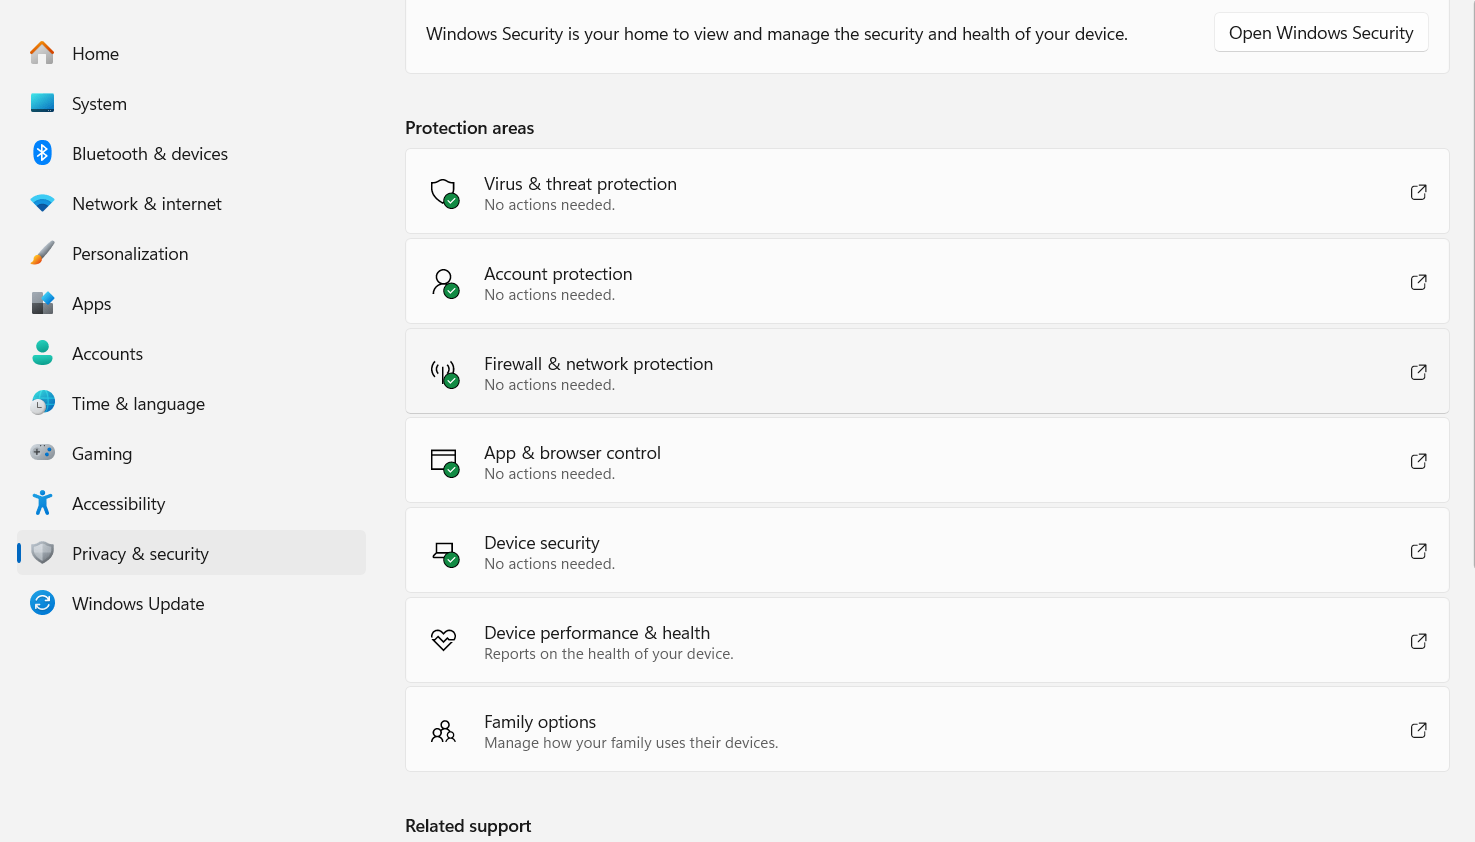 Home
System
Bluetooth & devices
Network & internet
Personalization
Apps
Accounts
Time & language
Gaming
Accessibility
Privacy & security
Windows Update
Windows Security is your home to view and manage the security and health of your device.
Open Windows Security
Protection areas
Virus & threat protection
No actions needed.
Account protection
No actions needed.
Firewall & network protection
No actions needed.
App & browser control
No actions needed.
Device security
No actions needed.
Device performance & health
Reports on the health of your device.
Family options
Manage how your family uses their devices.
Related support